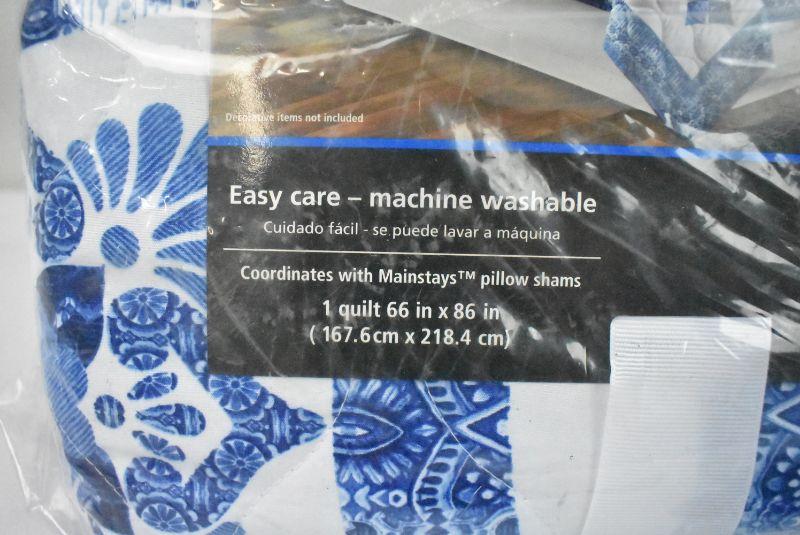 Decorative items not included
Easy care – machine washable
Cuidado fácil - se puede lavar a máquina
Coordinates with Mainstays™ pillow shams
1 quilt 66 in x 86 in
( 167.6cm x 218.4 cm)